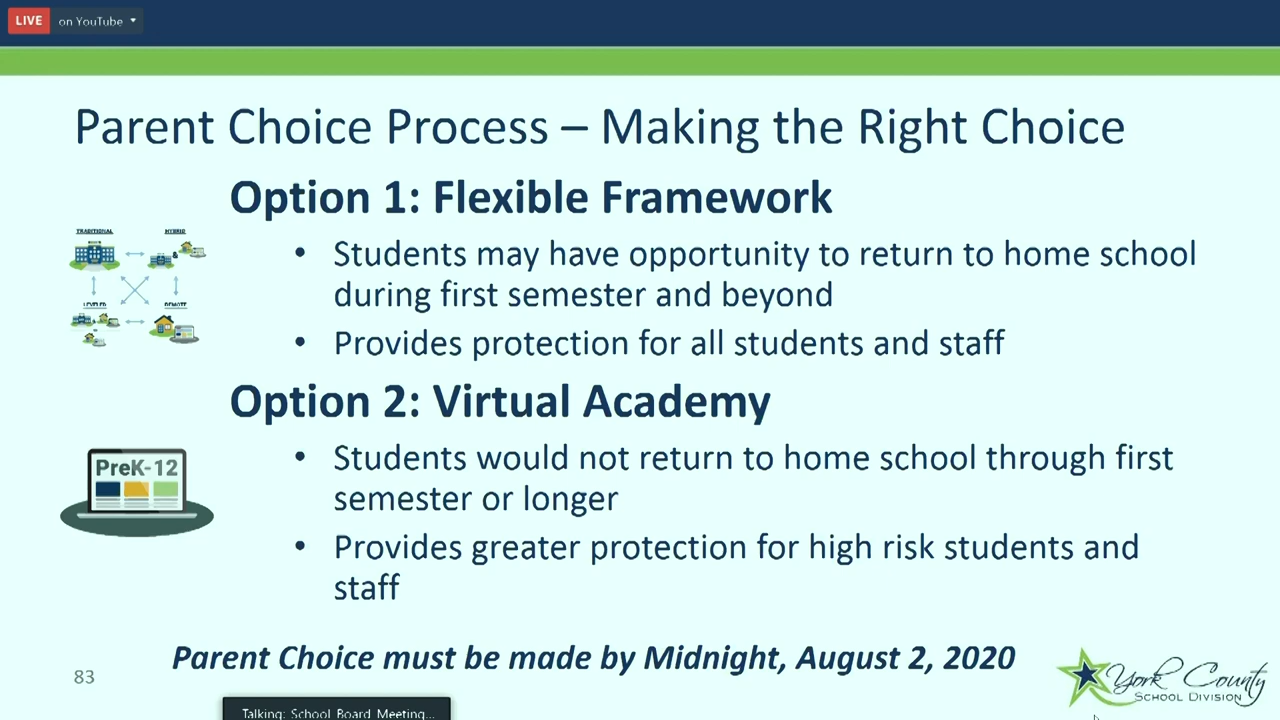 LIVE on YouTube
Parent Choice Process – Making the Right Choice
Option 1: Flexible Framework
TRADITIONAL HYBRID
&
LEVELED REMOTE
• Students may have opportunity to return to home school
during first semester and beyond
• Provides protection for all students and staff
Option 2: Virtual Academy
PreK-12
• Students would not return to home school through first
semester or longer
• Provides greater protection for high risk students and
staff
Parent Choice must be made by Midnight, August 2, 2020
83
York County
SCHOOL DIVISION
Talking: School Board Meeting...